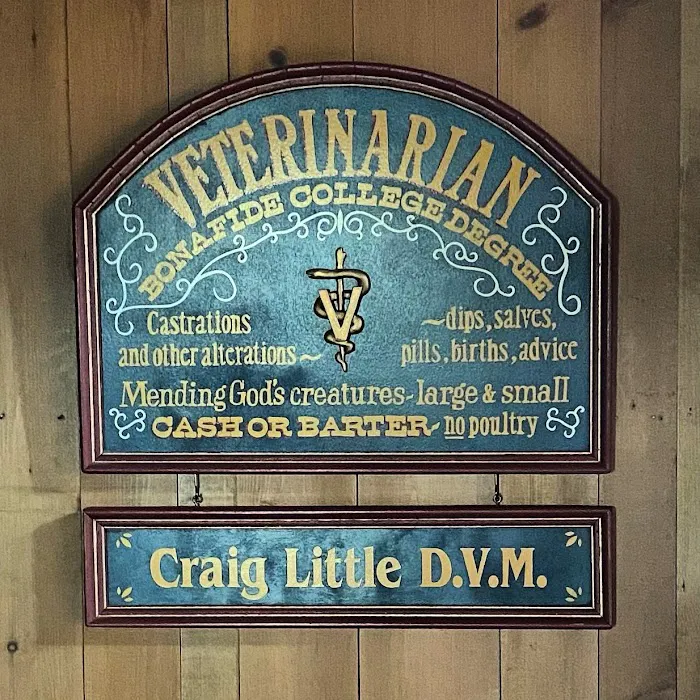 VETERINARIAN
BONAFIDE COLLEGE DEGREE
V
Castrations
and other alterations~
~dips, salves,
pills, births, advice
Mending God's creatures - large & small
CASH OR BARTER - no poultry
Craig Little D.V.M.